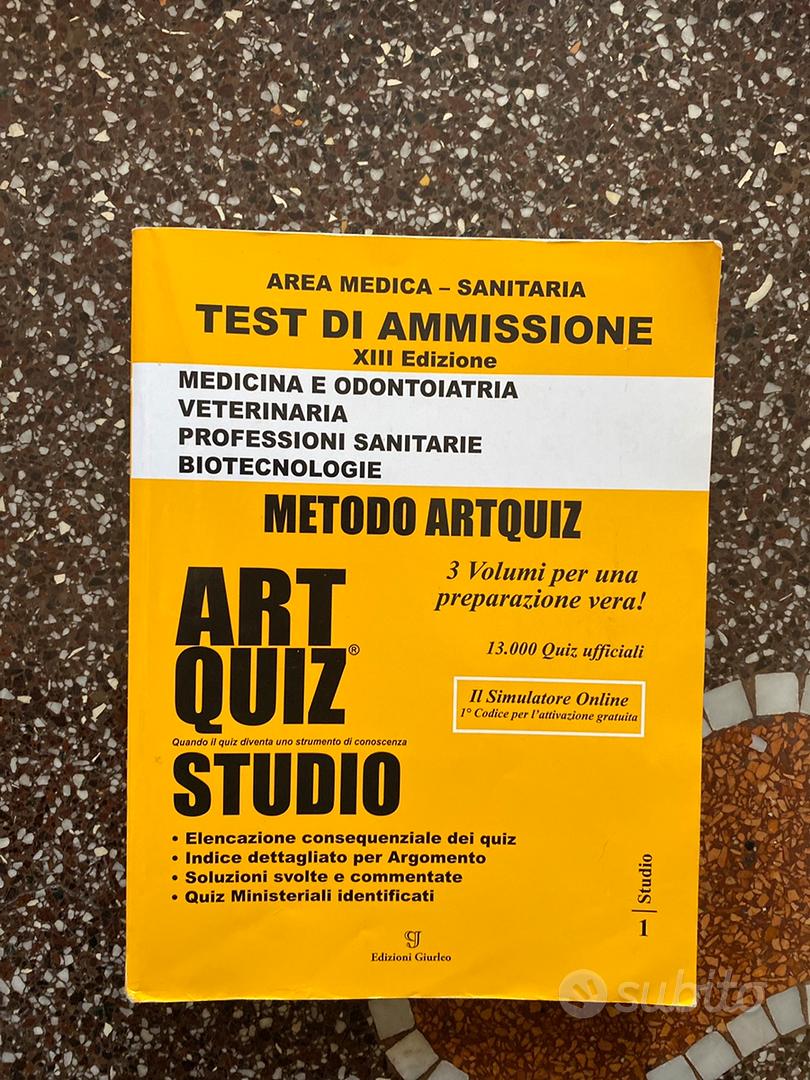 AREA MEDICA – SANITARIA
TEST DI AMMISSIONE
XIII Edizione
MEDICINA E ODONTOIATRIA
VETERINARIA
PROFESSIONI SANITARIE
BIOTECNOLOGIE
METODO ARTQUIZ
3 Volumi per una
preparazione vera!
13.000 Quiz ufficiali
Il Simulatore Online
1° Codice per l'attivazione gratuita
ART
QUIZ®
Quando il quiz diventa uno strumento di conoscenza
STUDIO
• Elencazione consequenziale dei quiz
• Indice dettagliato per Argomento
• Soluzioni svolte e commentate
• Quiz Ministeriali identificati
1 | Studio
Edizioni Giurleo
subito